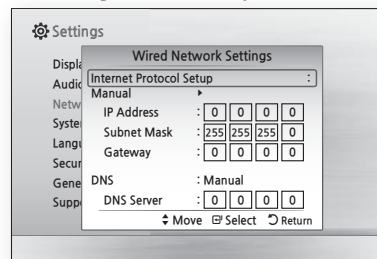 Settings
Wired Network Settings
Displa
Internet Protocol Setup :
Audio
Manual
Netw
IP Address : 0 0 0 0
Syste
Subnet Mask : 255 255 255 0
Langu
Gateway : 0 0 0 0
Secur
Gene
DNS : Manual
Suppo
DNS Server : 0 0 0 0
Move Select Return